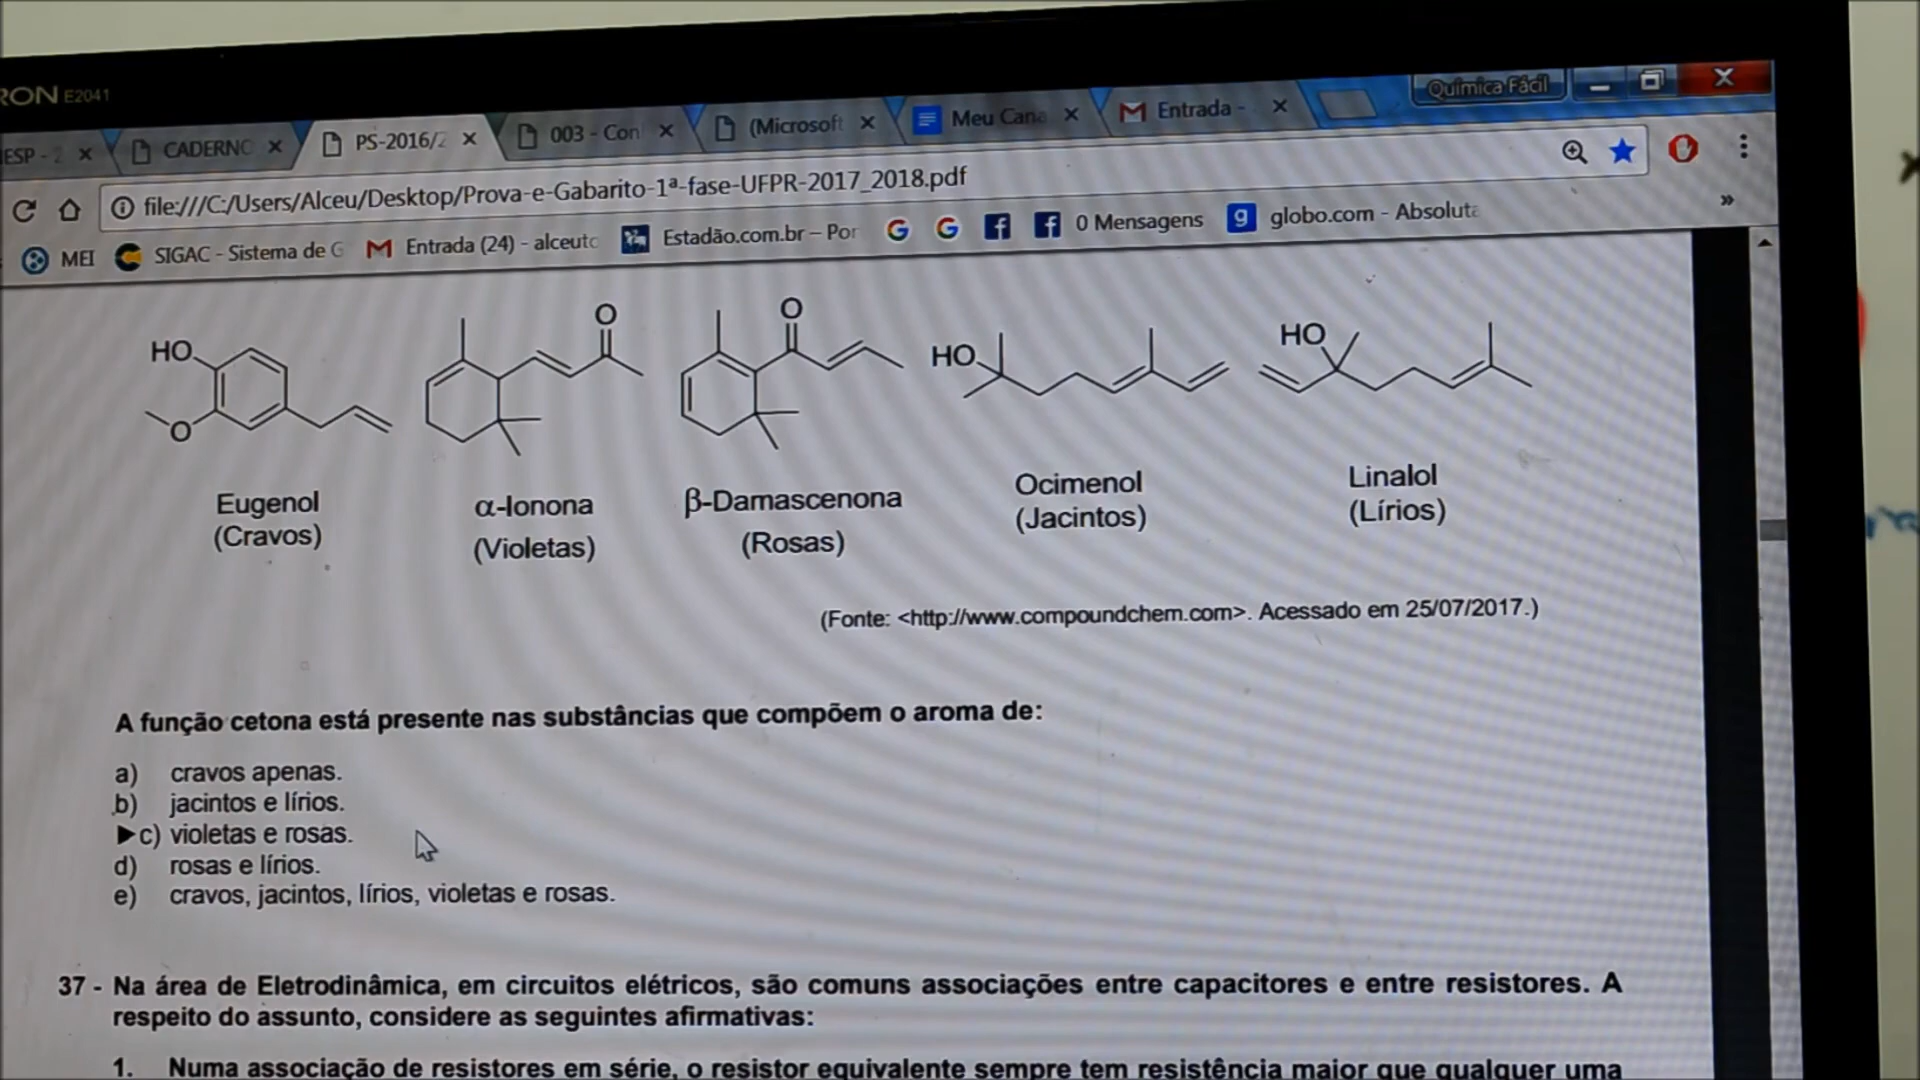 RON E2041
Química Fácil
ESP - 2 CADERNO PS-2016/2 003 - Con (Microsoft Meu Cana Entrada -
file:///C:/Users/Alceu/Desktop/Prova-e-Gabarito-1ª-fase-UFPR-2017_2018.pdf
MEI SIGAC - Sistema de G Entrada (24) - alceutc Estadão.com.br – Por 0 Mensagens globo.com - Absoluta
HO O O O HO HO
Eugenol α-Ionona β-Damascenona Ocimenol Linalol
(Cravos) (Violetas) (Rosas) (Jacintos) (Lírios)
(Fonte: <http://www.compoundchem.com>. Acessado em 25/07/2017.)
A função cetona está presente nas substâncias que compõem o aroma de:
a) cravos apenas.
b) jacintos e lírios.
►c) violetas e rosas.
d) rosas e lírios.
e) cravos, jacintos, lírios, violetas e rosas.
37 - Na área de Eletrodinâmica, em circuitos elétricos, são comuns associações entre capacitores e entre resistores. A
respeito do assunto, considere as seguintes afirmativas:
1. Numa associação de resistores em série, o resistor equivalente sempre tem resistência maior que qualquer uma